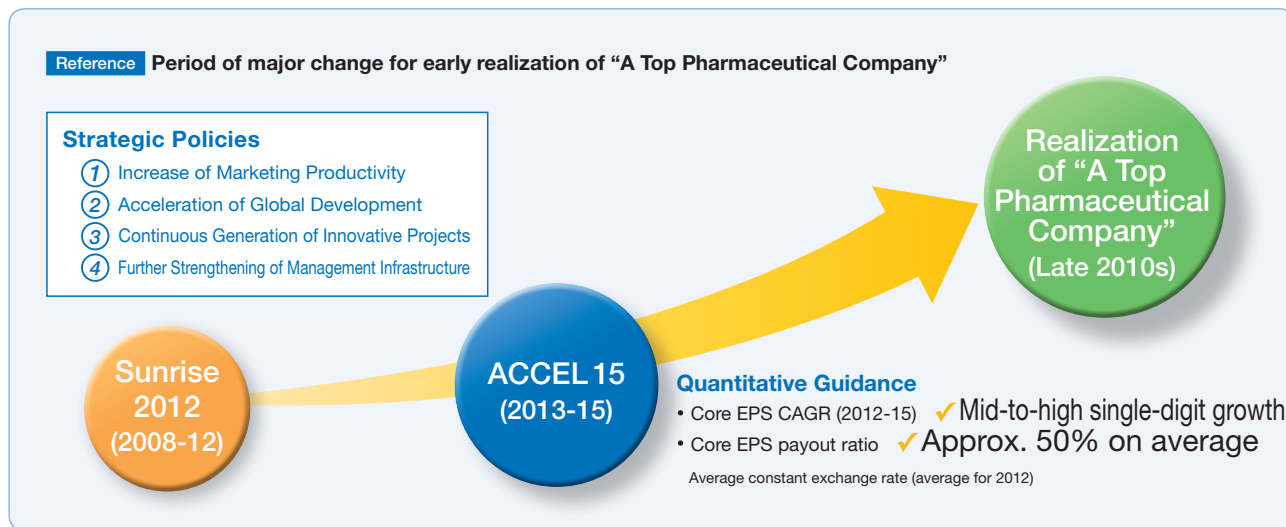 Reference Period of major change for early realization of “A Top Pharmaceutical Company”
Strategic Policies
1 Increase of Marketing Productivity
2 Acceleration of Global Development
3 Continuous Generation of Innovative Projects
4 Further Strengthening of Management Infrastructure
Sunrise
2012
(2008-12)
ACCEL 15
(2013-15)
Realization
of “A Top
Pharmaceutical
Company”
(Late 2010s)
Quantitative Guidance
• Core EPS CAGR (2012-15) ✓Mid-to-high single-digit growth
• Core EPS payout ratio ✓Approx. 50% on average
Average constant exchange rate (average for 2012)